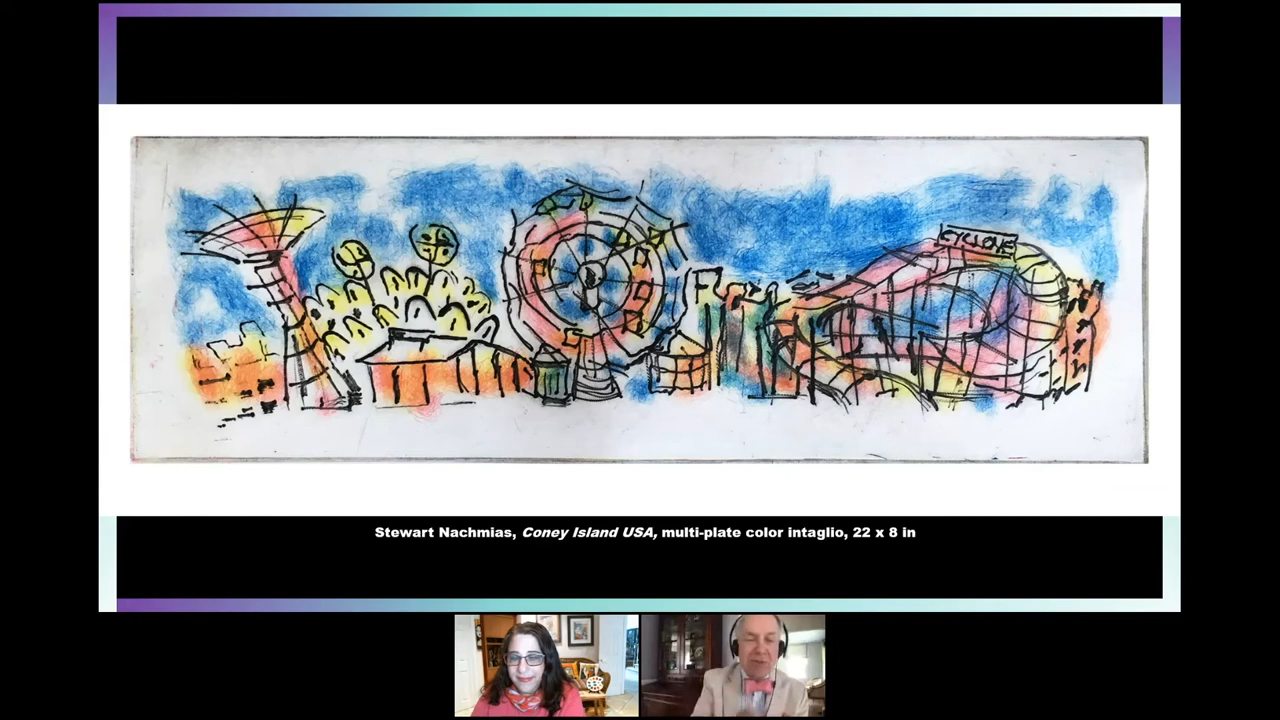 CYCLONE
Stewart Nachmias, Coney Island USA, multi-plate color intaglio, 22 x 8 in